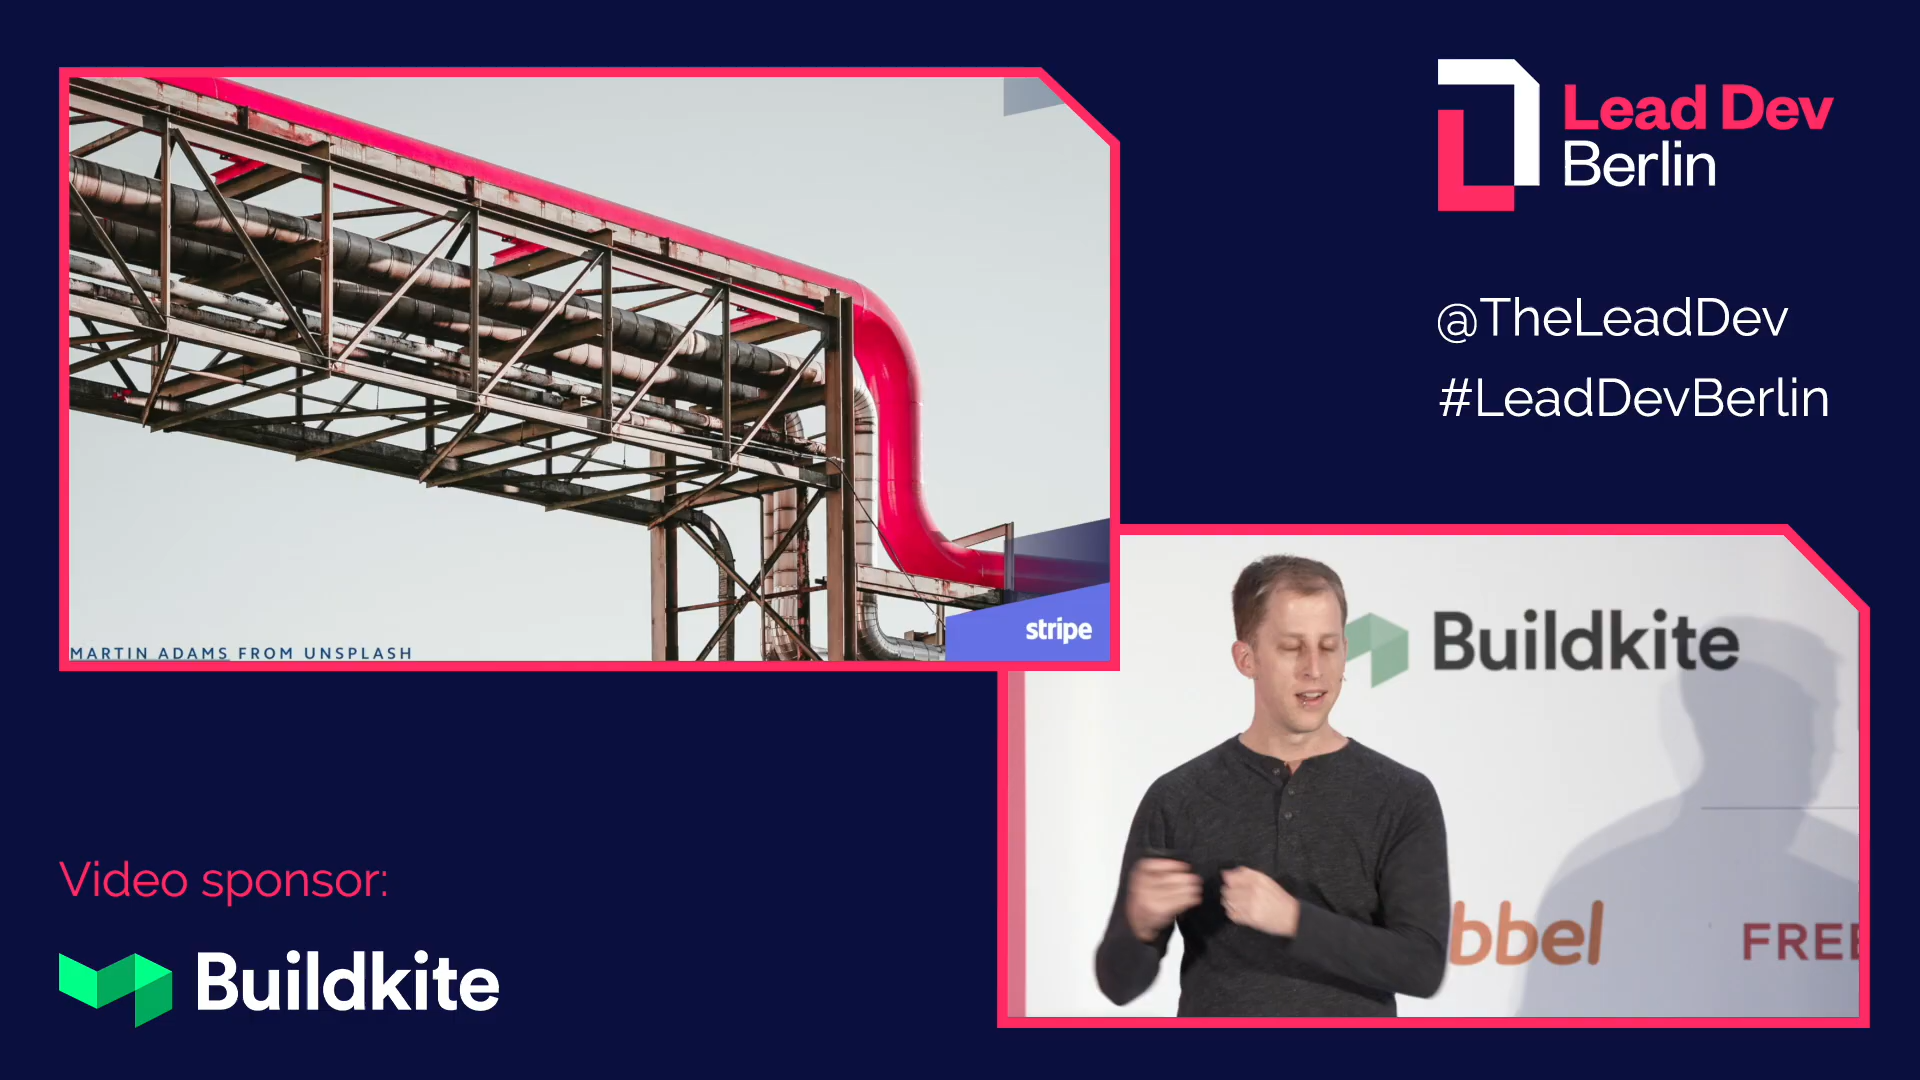 Lead Dev
Berlin
@TheLeadDev
#LeadDevBerlin
stripe
MARTIN ADAMS FROM UNSPLASH
Buildkite
bbel
FREE
Video sponsor:
Buildkite